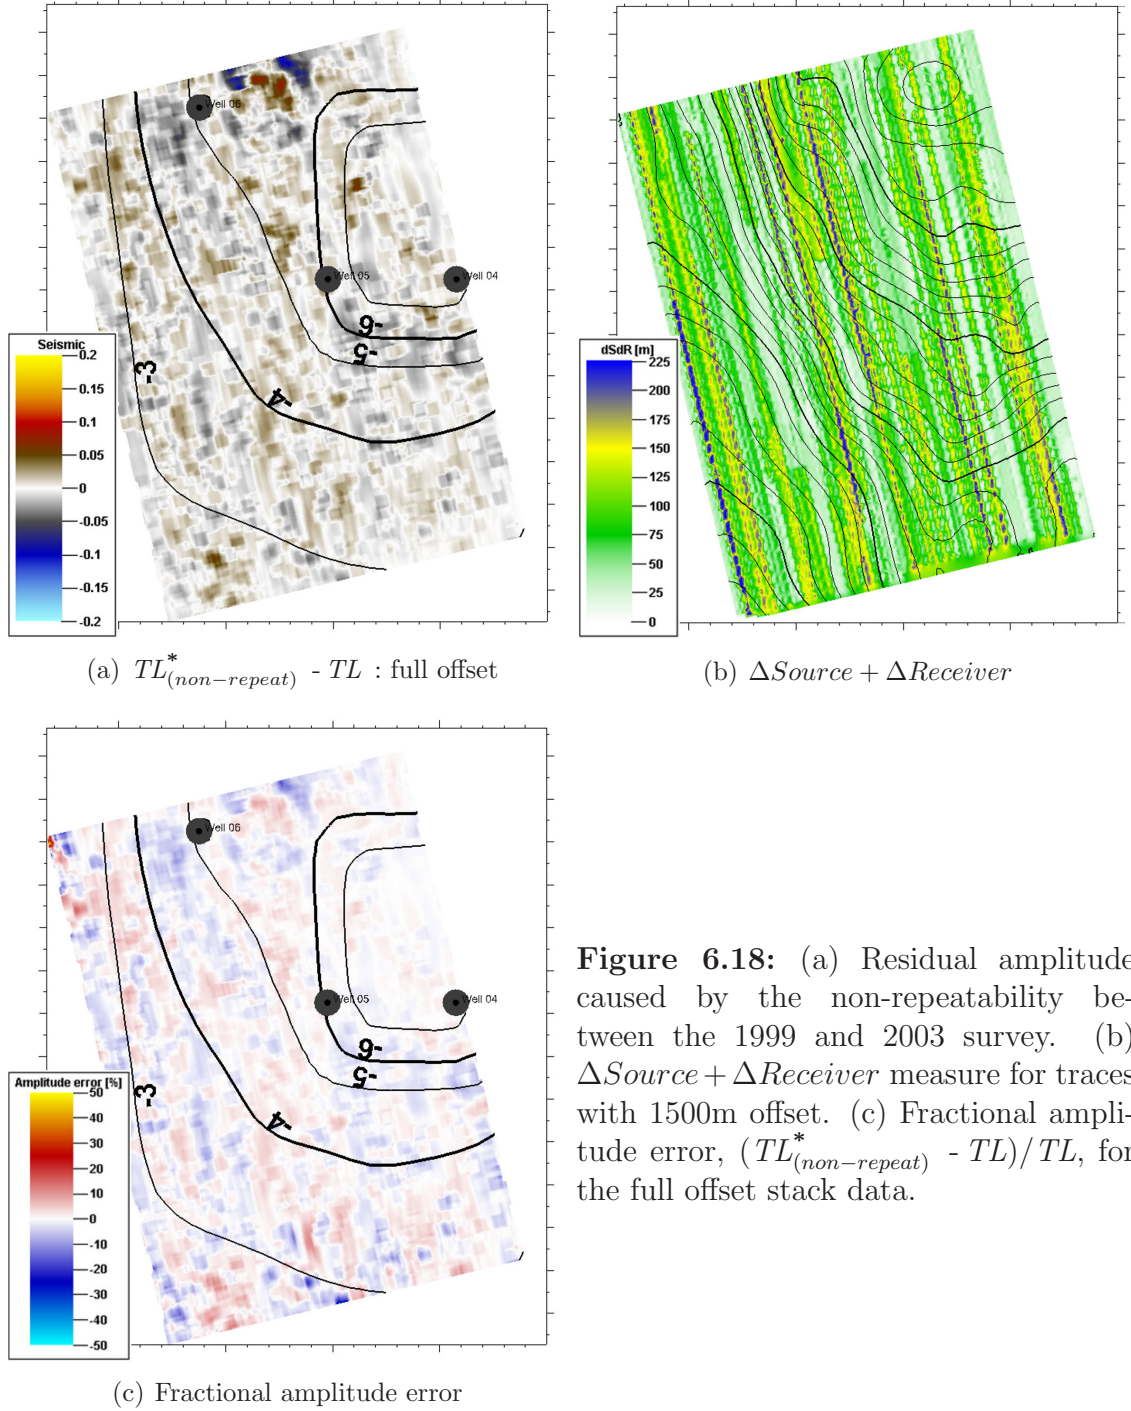 Well 06
Well 05
Well 04
-6
-5
-4
-3
Seismic
0.2
0.15
0.1
0.05
0
-0.05
-0.1
-0.15
-0.2
(a) TL*(non−repeat) - TL : full offset
dSdR [m]
225
200
175
150
125
100
75
50
25
0
(b) ΔSource + ΔReceiver
Well 06
Well 05
Well 04
-6
-5
-4
-3
Amplitude error [%]
50
40
30
20
10
0
-10
-20
-30
-40
-50
(c) Fractional amplitude error
Figure 6.18: (a) Residual amplitude
caused by the non-repeatability be-
tween the 1999 and 2003 survey. (b)
ΔSource + ΔReceiver measure for traces
with 1500m offset. (c) Fractional ampli-
tude error, (TL*(non−repeat) - TL)/TL, for
the full offset stack data.